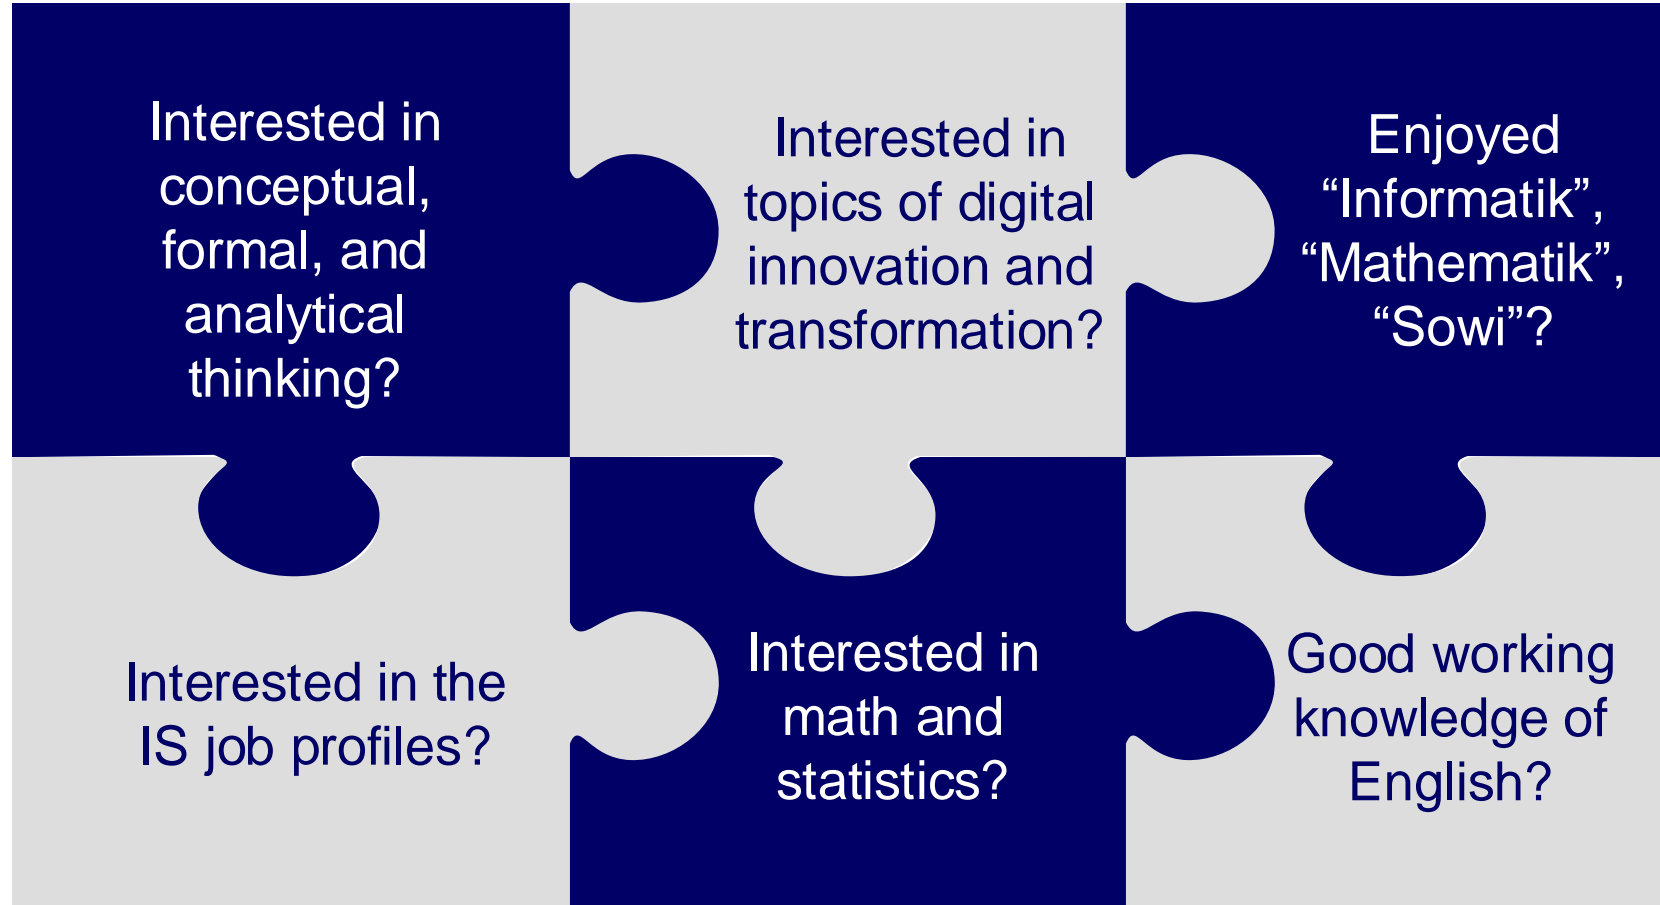 Interested in
conceptual,
formal, and
analytical
thinking?
Interested in
topics of digital
innovation and
transformation?
Enjoyed
“Informatik”,
“Mathematik”,
“Sowi”?
Interested in the
IS job profiles?
Interested in
math and
statistics?
Good working
knowledge of
English?